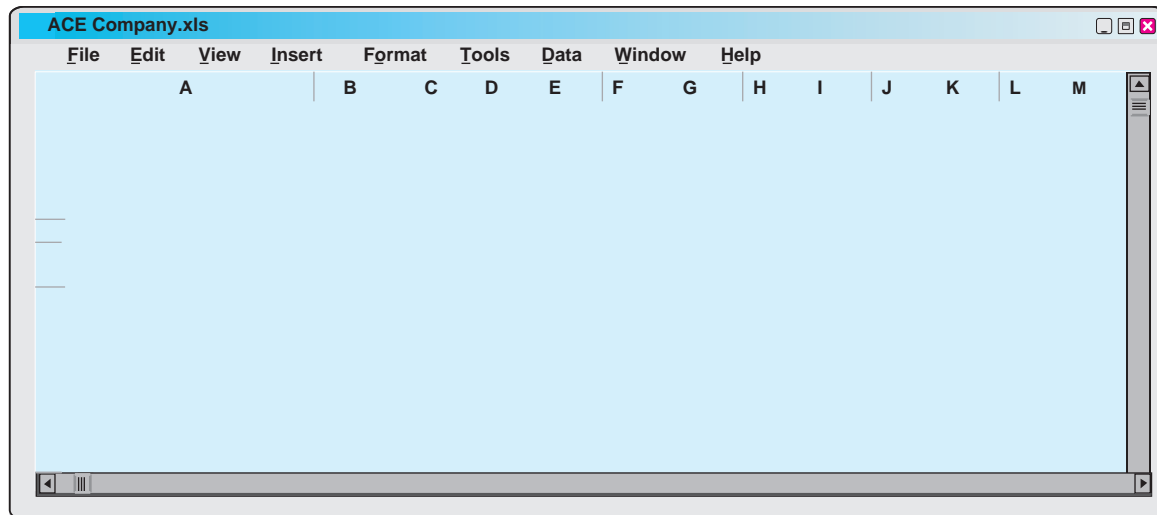 ACE Company.xls
File Edit View Insert Format Tools Data Window Help
A B C D E F G H I J K L M